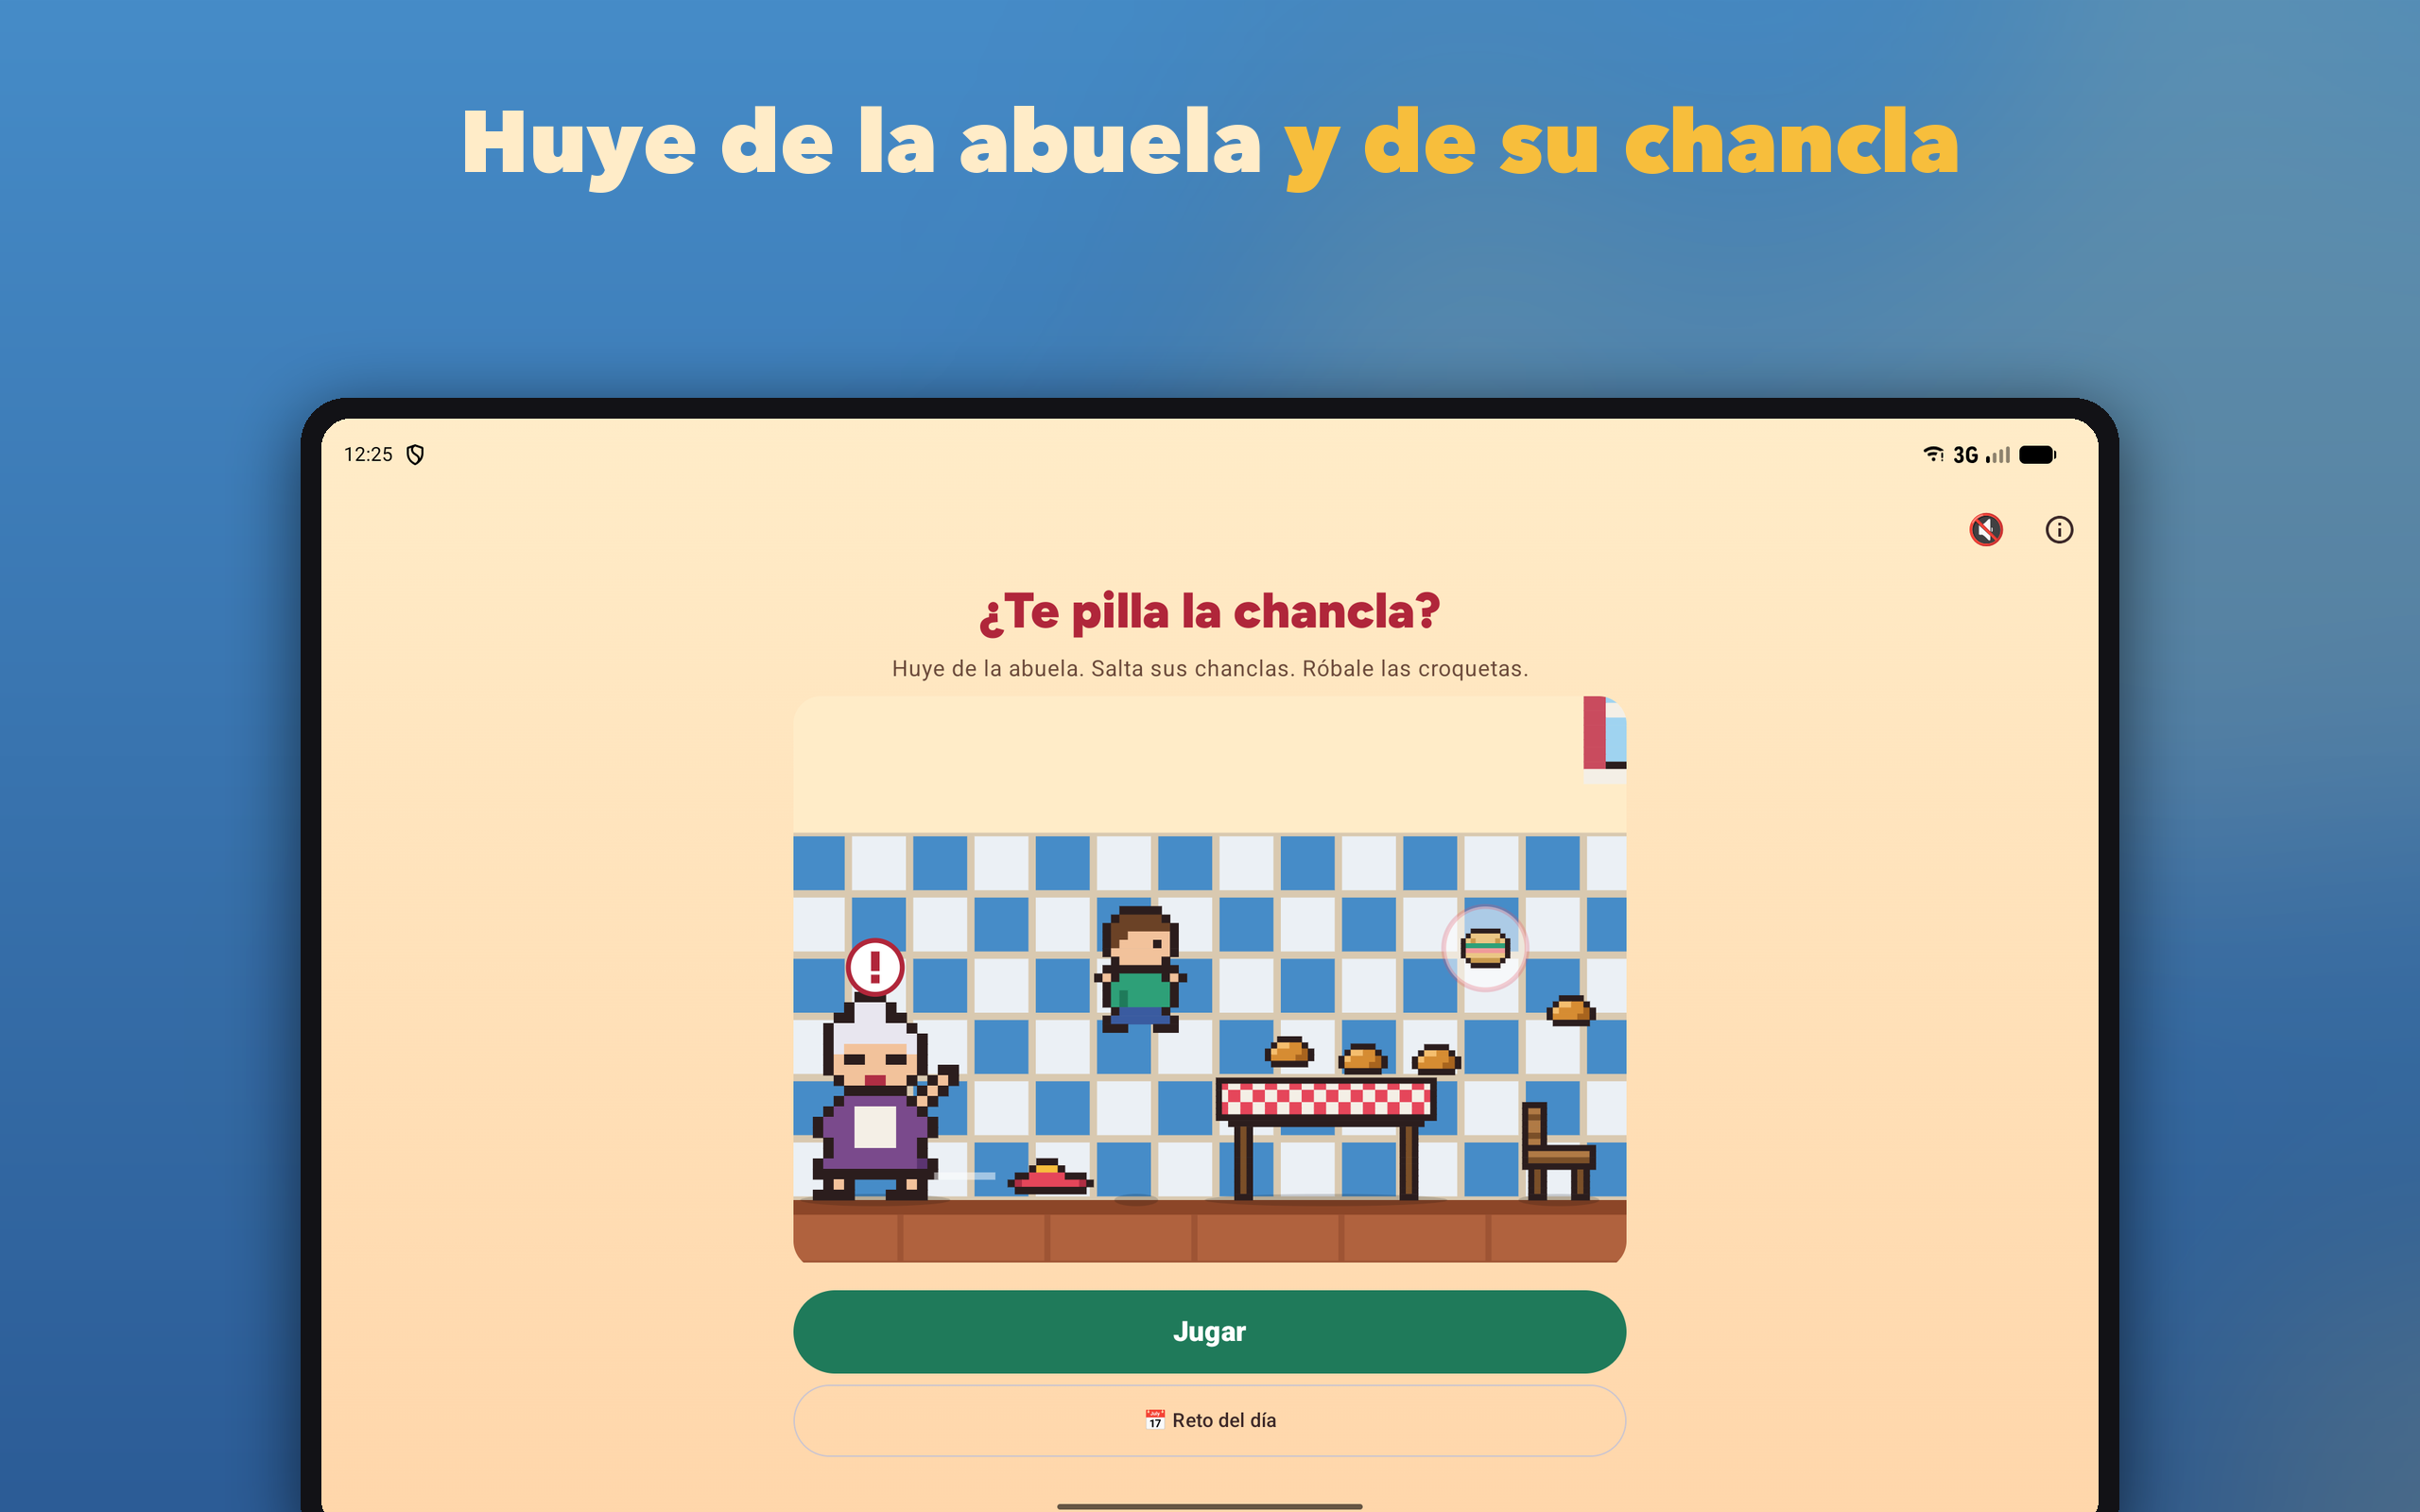 Huye de la abuela y de su chancla
12:25
3G
¿Te pilla la chancla?
Huye de la abuela. Salta sus chanclas. Róbale las croquetas.
!
Jugar
📅 Reto del día